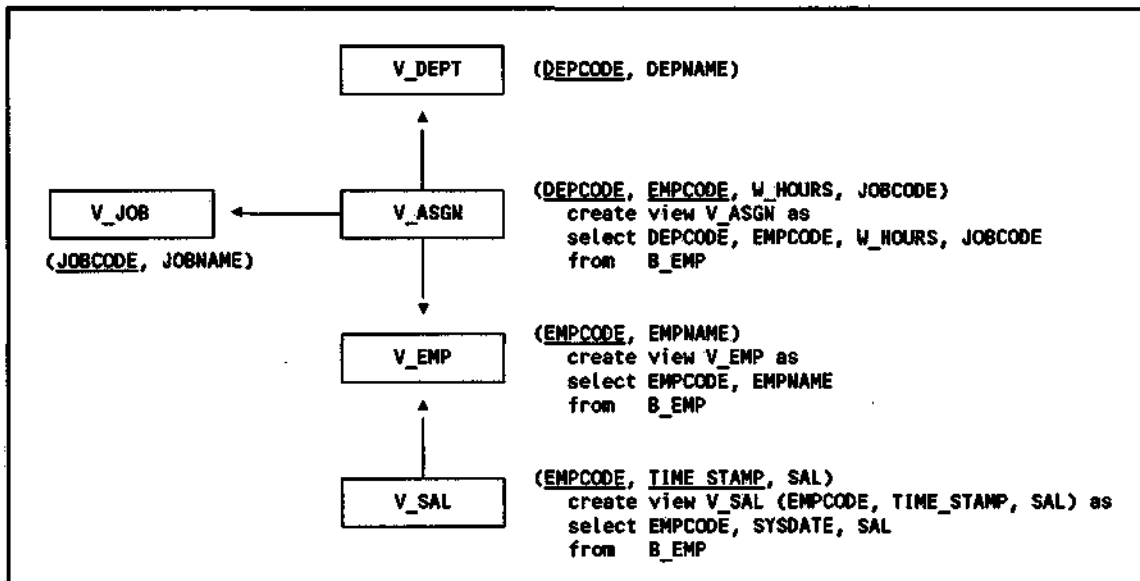 V_DEPT (DEPCODE, DEPNAME)
V_JOB V_ASGN (DEPCODE, EMPCODE, W_HOURS, JOBCODE)
create view V_ASGN as
select DEPCODE, EMPCODE, W_HOURS, JOBCODE
from B_EMP
(JOBCODE, JOBNAME)
V_EMP (EMPCODE, EMPNAME)
create view V_EMP as
select EMPCODE, EMPNAME
from B_EMP
V_SAL (EMPCODE, TIME_STAMP, SAL)
create view V_SAL (EMPCODE, TIME_STAMP, SAL) as
select EMPCODE, SYSDATE, SAL
from B_EMP